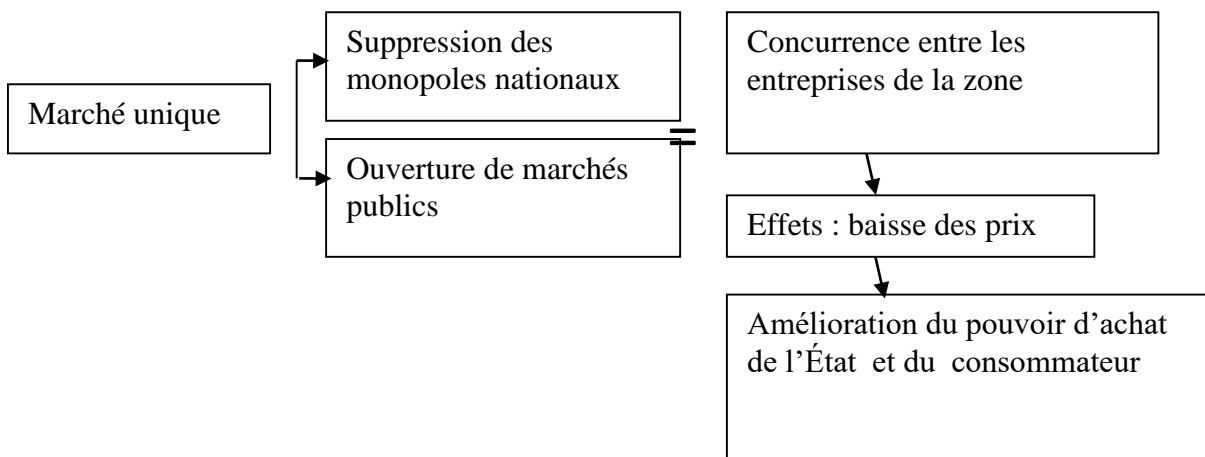 Marché unique
Suppression des
monopoles nationaux
Ouverture de marchés
publics
=
Concurrence entre les
entreprises de la zone
Effets : baisse des prix
Amélioration du pouvoir d’achat
de l’État et du consommateur